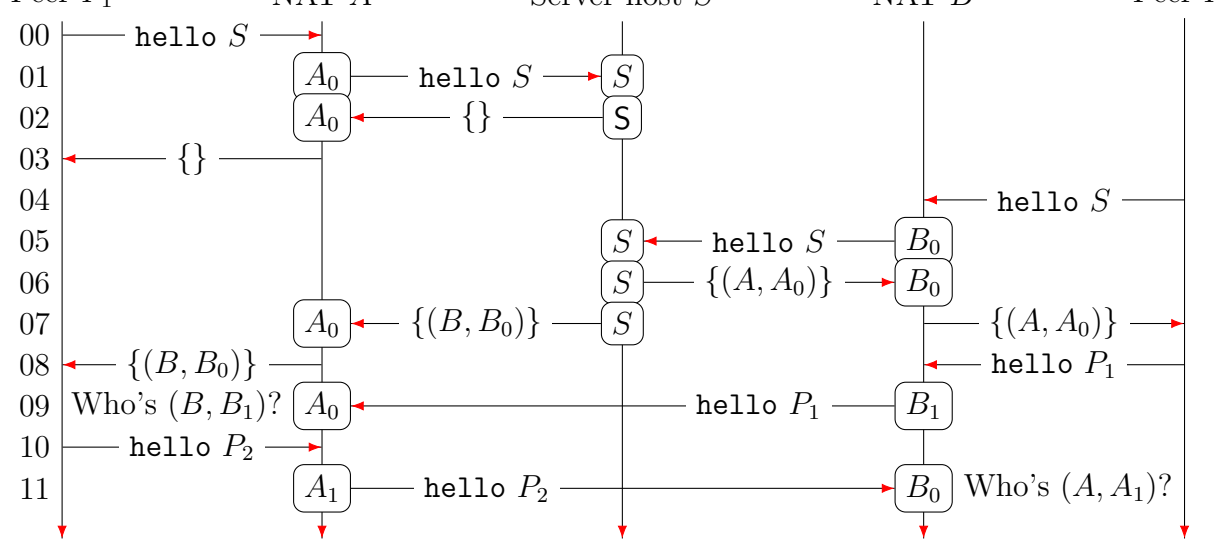 Server host S
00 hello S
01 A₀ hello S S
02 A₀ {} S
03 {}
04 hello S
05 S hello S B₀
06 S {(A, A₀)} B₀
07 A₀ {(B, B₀)} S {(A, A₀)}
08 {(B, B₀)} hello P₁
09 Who's (B, B₁)? A₀ hello P₁ B₁
10 hello P₂
11 A₁ hello P₂ B₀ Who's (A, A₁)?